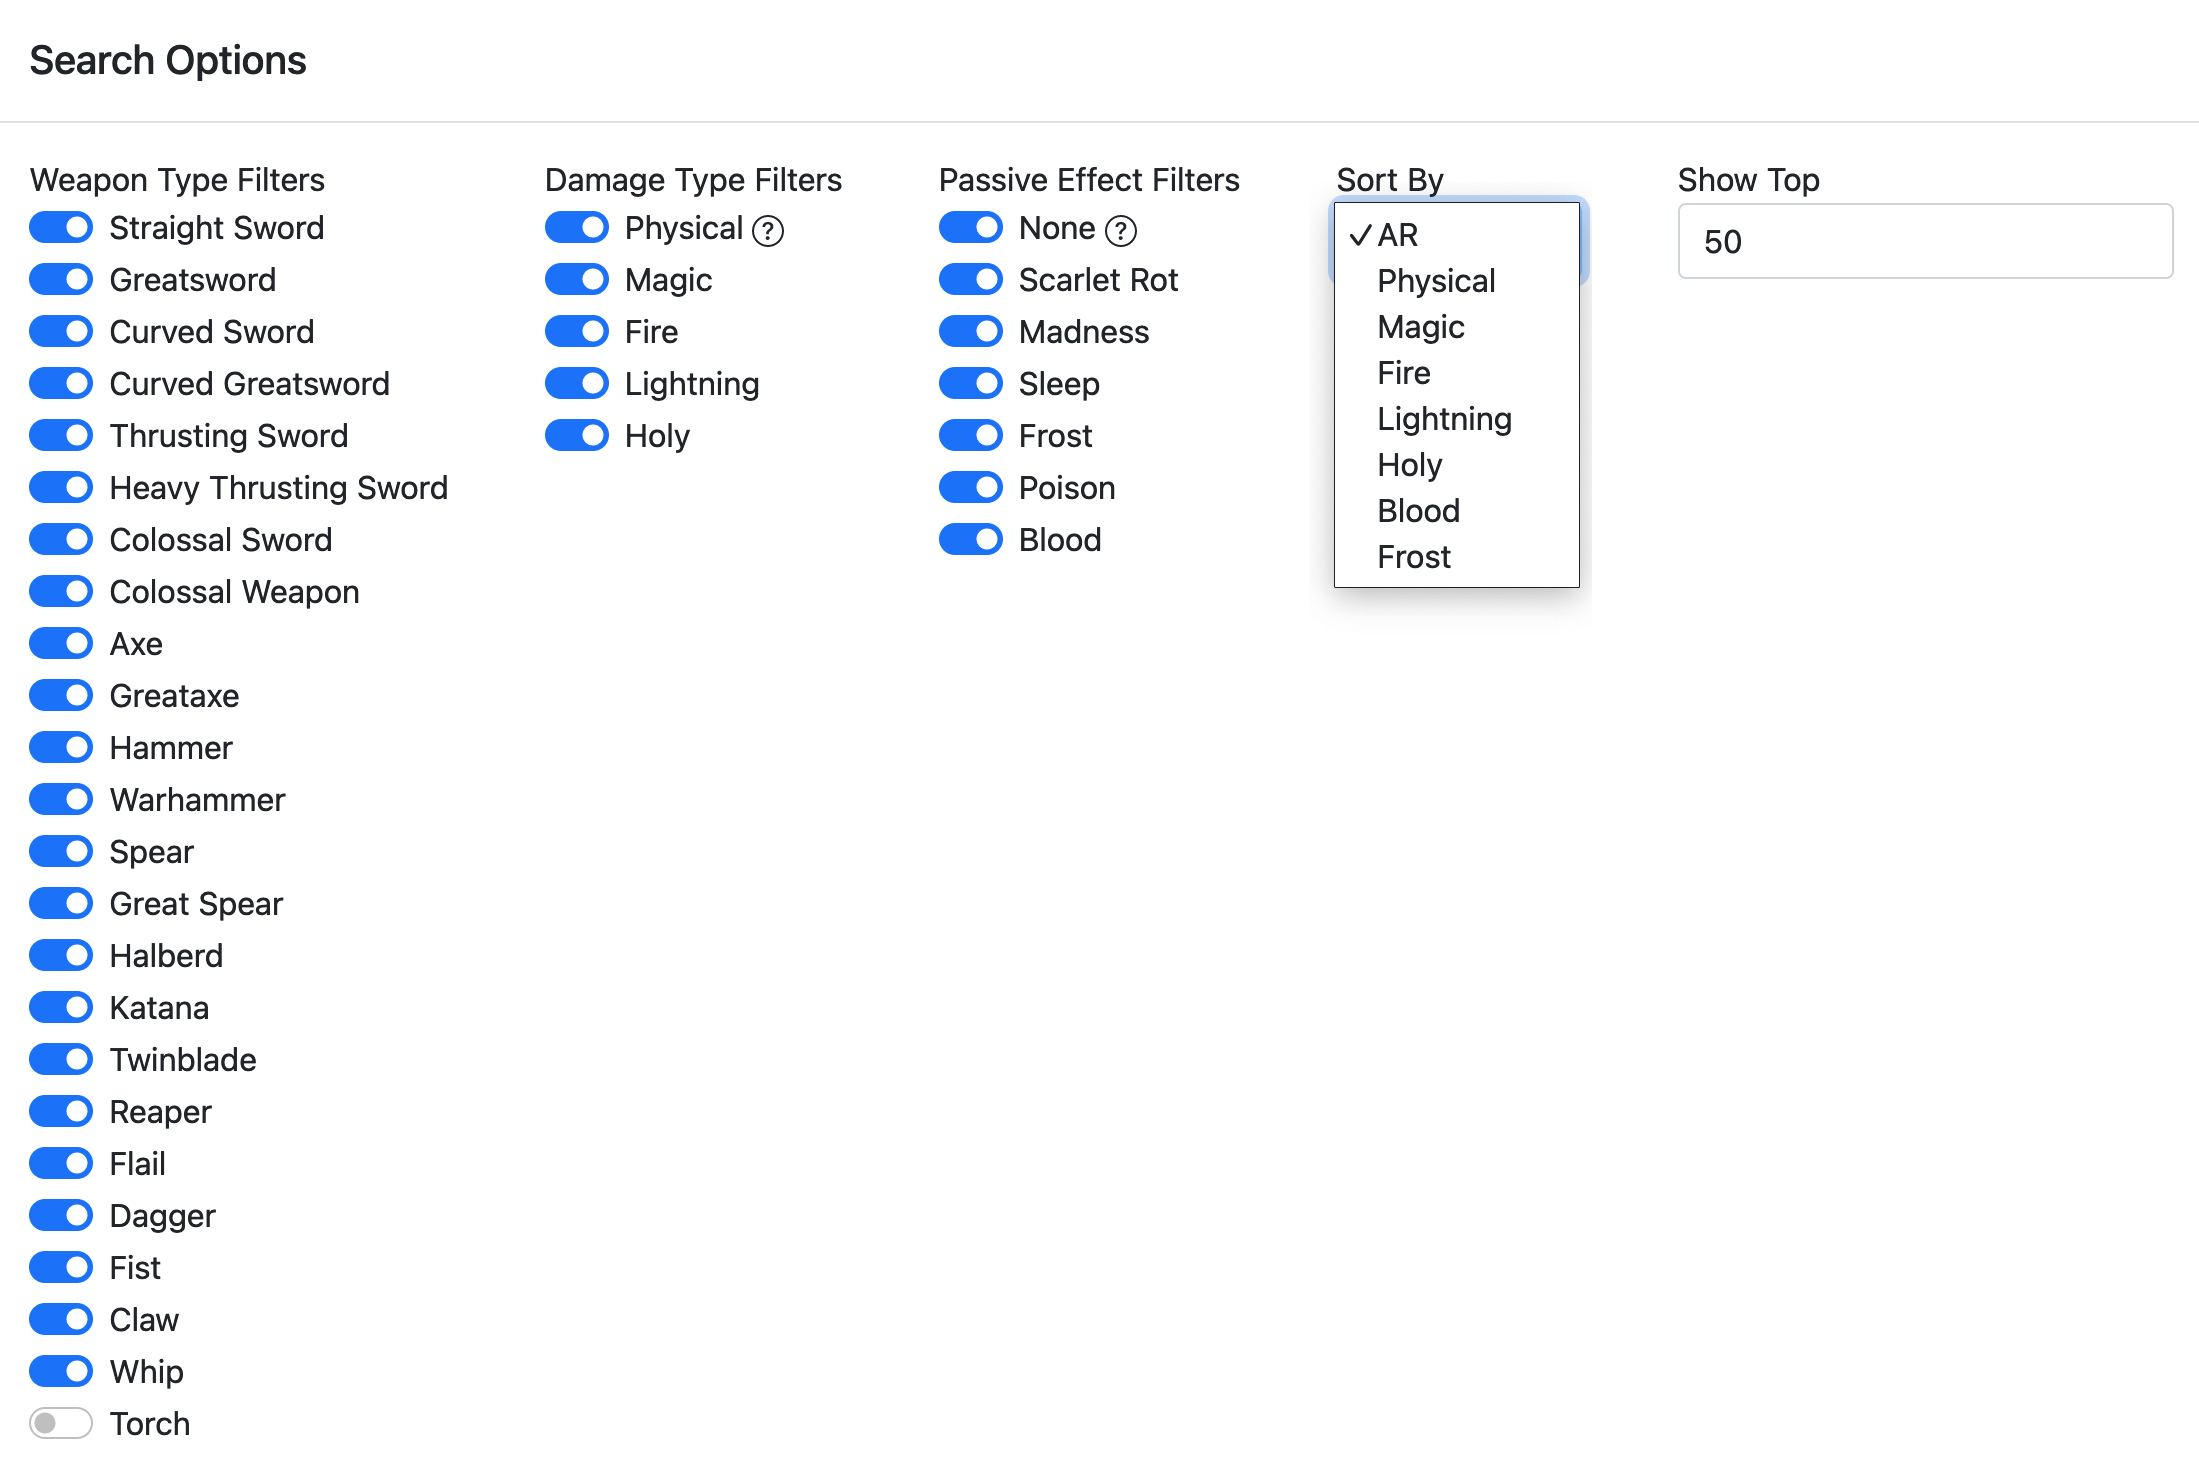 Search Options
Weapon Type Filters
Straight Sword
Greatsword
Curved Sword
Curved Greatsword
Thrusting Sword
Heavy Thrusting Sword
Colossal Sword
Colossal Weapon
Axe
Greataxe
Hammer
Warhammer
Spear
Great Spear
Halberd
Katana
Twinblade
Reaper
Flail
Dagger
Fist
Claw
Whip
Torch
Damage Type Filters
Physical ?
Magic
Fire
Lightning
Holy
Passive Effect Filters
None ?
Scarlet Rot
Madness
Sleep
Frost
Poison
Blood
Sort By
✓ AR
Physical
Magic
Fire
Lightning
Holy
Blood
Frost
Show Top
50